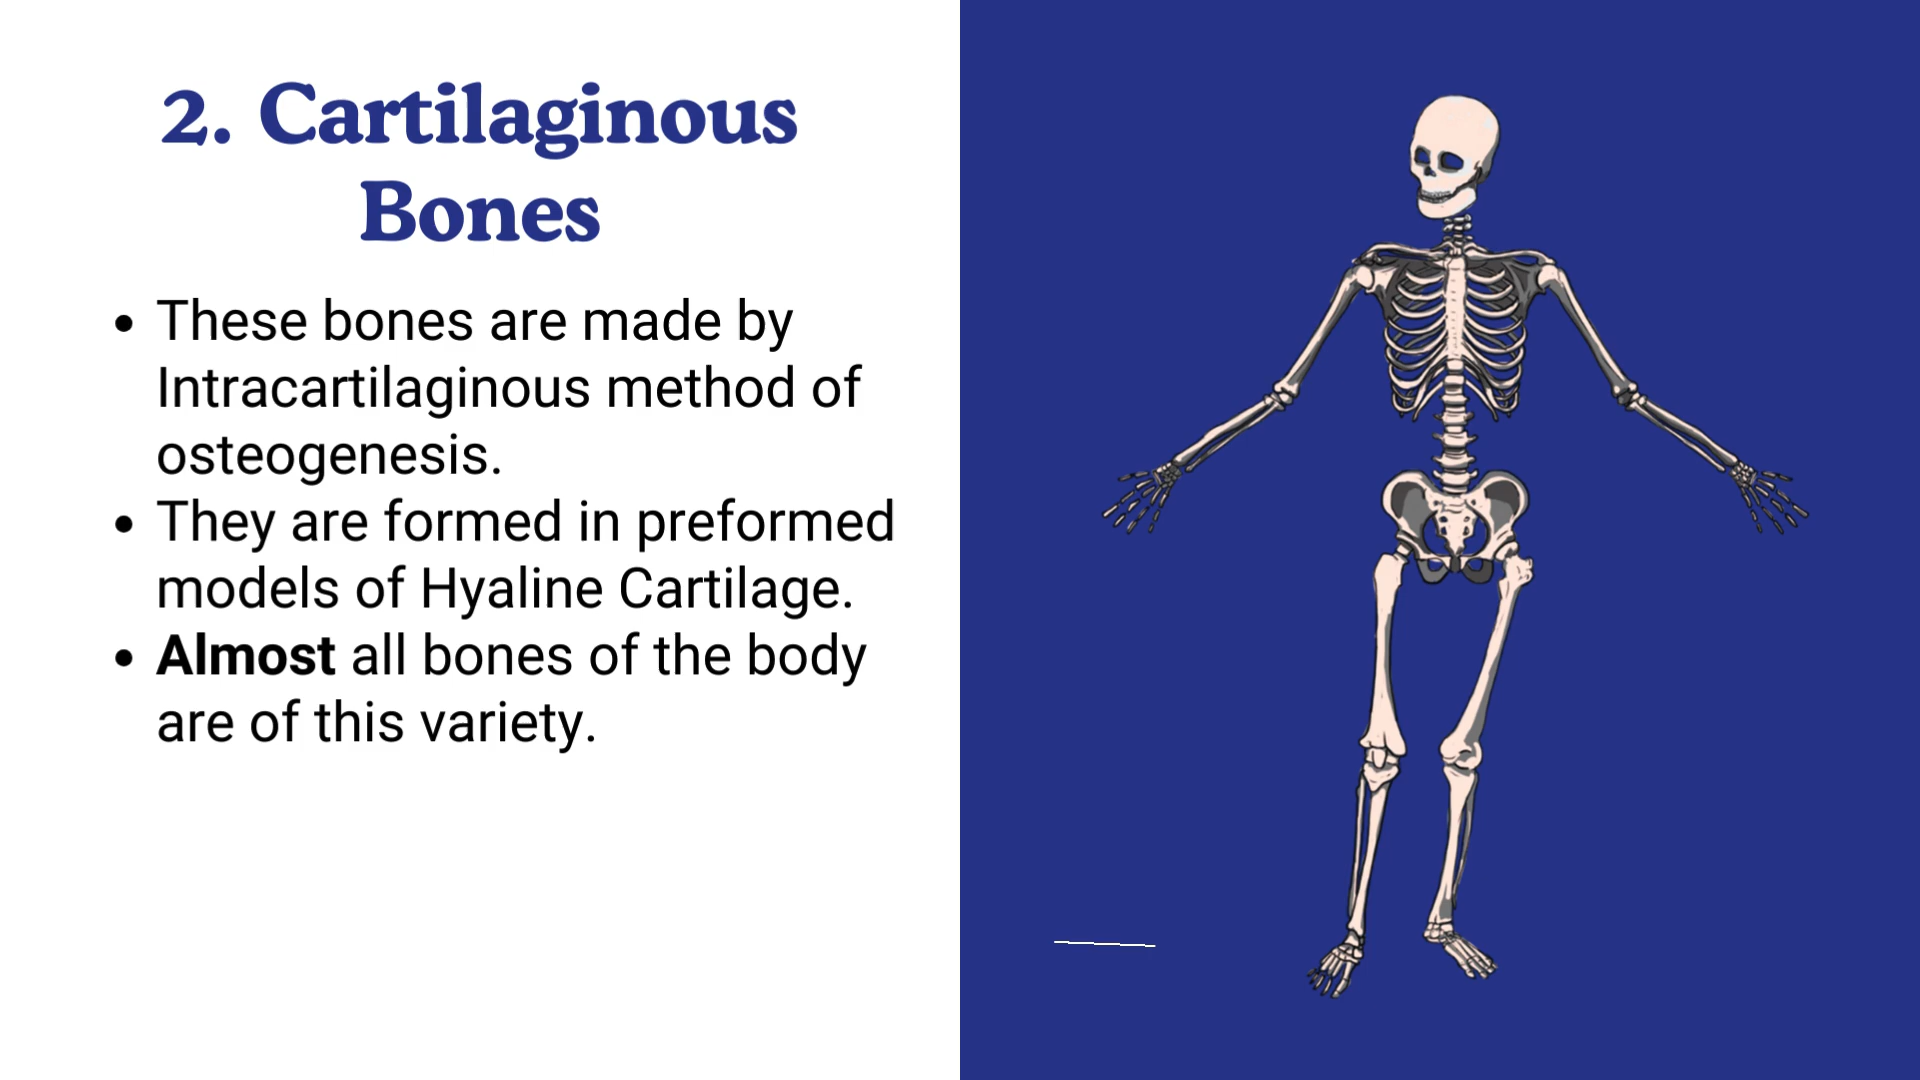 2. Cartilaginous
Bones
• These bones are made by
Intracartilaginous method of
osteogenesis.
• They are formed in preformed
models of Hyaline Cartilage.
• Almost all bones of the body
are of this variety.